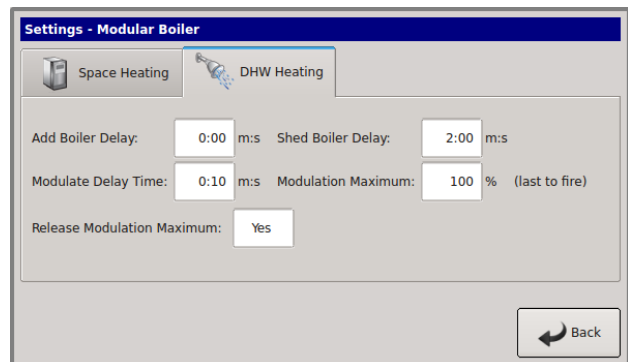 Settings - Modular Boiler
Space Heating DHW Heating
Add Boiler Delay: 0:00 m:s Shed Boiler Delay: 2:00 m:s
Modulate Delay Time: 0:10 m:s Modulation Maximum: 100 % (last to fire)
Release Modulation Maximum: Yes
Back